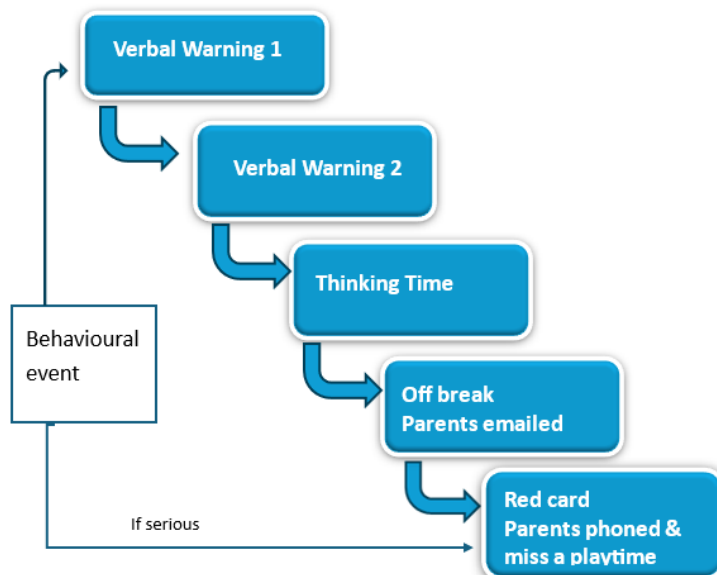 Verbal Warning 1
Verbal Warning 2
Thinking Time
Behavioural
event
Off break
Parents emailed
Red card
Parents phoned &
miss a playtime
If serious